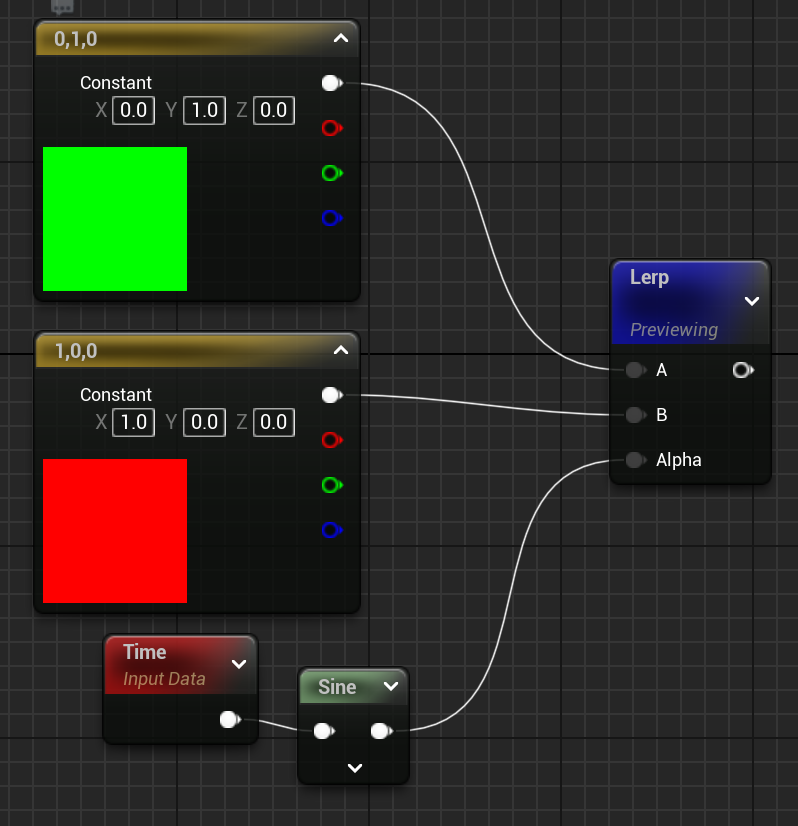 0,1,0
Constant
X 0.0 Y 1.0 Z 0.0
1,0,0
Constant
X 1.0 Y 0.0 Z 0.0
Time
Input Data
Sine
Lerp
Previewing
A
B
Alpha